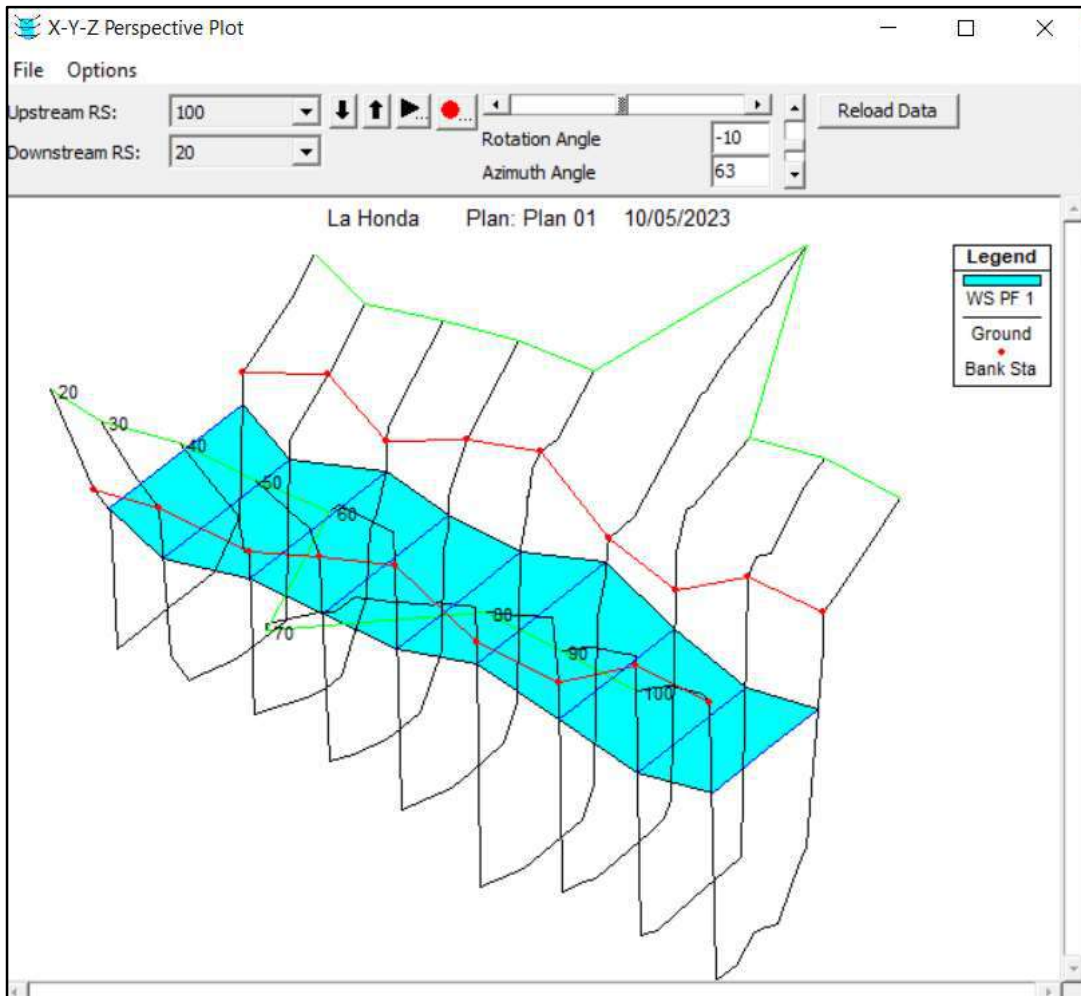 X-Y-Z Perspective Plot
File Options
Upstream RS: 100
Downstream RS: 20
Rotation Angle -10
Azimuth Angle 63
Reload Data
La Honda Plan: Plan 01 10/05/2023
Legend
WS PF 1
Ground
Bank Sta
20
30
40
50
60
70
80
90
100